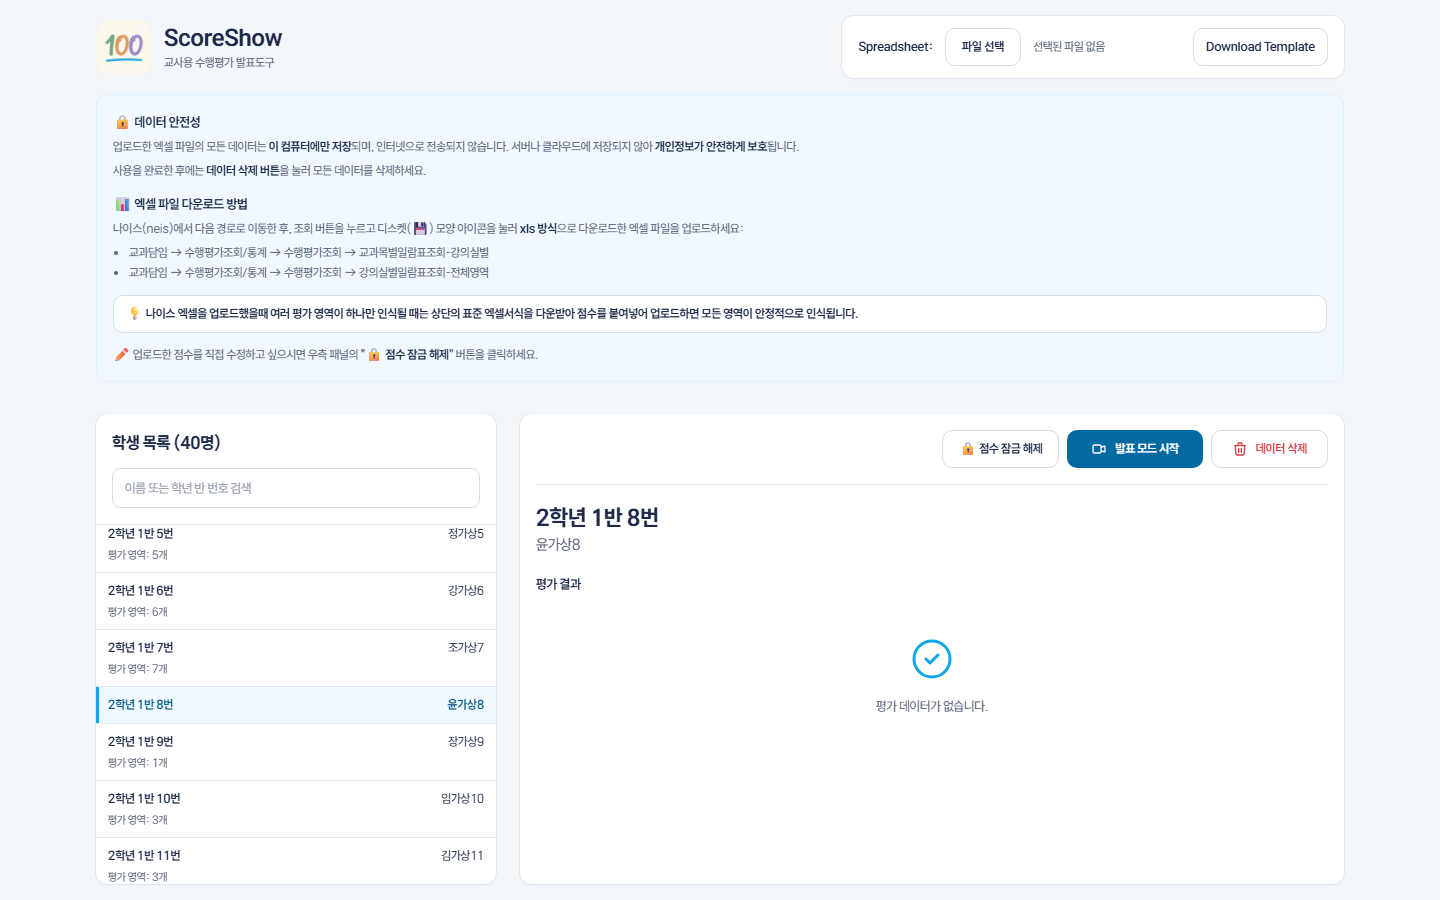 100
ScoreShow
교사용 수행평가 발표도구
Spreadsheet:
파일 선택
선택된 파일 없음
Download Template
🔒 데이터 안전성
업로드한 엑셀 파일의 모든 데이터는 이 컴퓨터에만 저장되며, 인터넷으로 전송되지 않습니다. 서버나 클라우드에 저장되지 않아 개인정보가 안전하게 보호됩니다.
사용을 완료한 후에는 데이터 삭제 버튼을 눌러 모든 데이터를 삭제하세요.
📊 엑셀 파일 다운로드 방법
나이스(neis)에서 다음 경로로 이동한 후, 조회 버튼을 누르고 디스켓( 💾 ) 모양 아이콘을 눌러 xls 방식으로 다운로드한 엑셀 파일을 업로드하세요:
• 교과담임 → 수행평가조회/통계 → 수행평가조회 → 교과목별일람표조회-강의실별
• 교과담임 → 수행평가조회/통계 → 수행평가조회 → 강의실별일람표조회-전체영역
💡 나이스 엑셀을 업로드했을때 여러 평가 영역이 하나만 인식될 때는 상단의 표준 엑셀서식을 다운받아 점수를 붙여넣어 업로드하면 모든 영역이 안정적으로 인식됩니다.
✏️ 업로드한 점수를 직접 수정하고 싶으시면 우측 패널의 " 🔒 점수 잠금 해제" 버튼을 클릭하세요.
학생 목록 (40명)
이름 또는 학년 반 번호 검색
2학년 1반 5번 정가상5
평가 영역: 5개
2학년 1반 6번 강가상6
평가 영역: 6개
2학년 1반 7번 조가상7
평가 영역: 7개
2학년 1반 8번 윤가상8
2학년 1반 9번 장가상9
평가 영역: 1개
2학년 1반 10번 임가상10
평가 영역: 3개
2학년 1반 11번 김가상11
평가 영역: 3개
🔒 점수 잠금 해제
발표 모드 시작
데이터 삭제
2학년 1반 8번
윤가상8
평가 결과
평가 데이터가 없습니다.